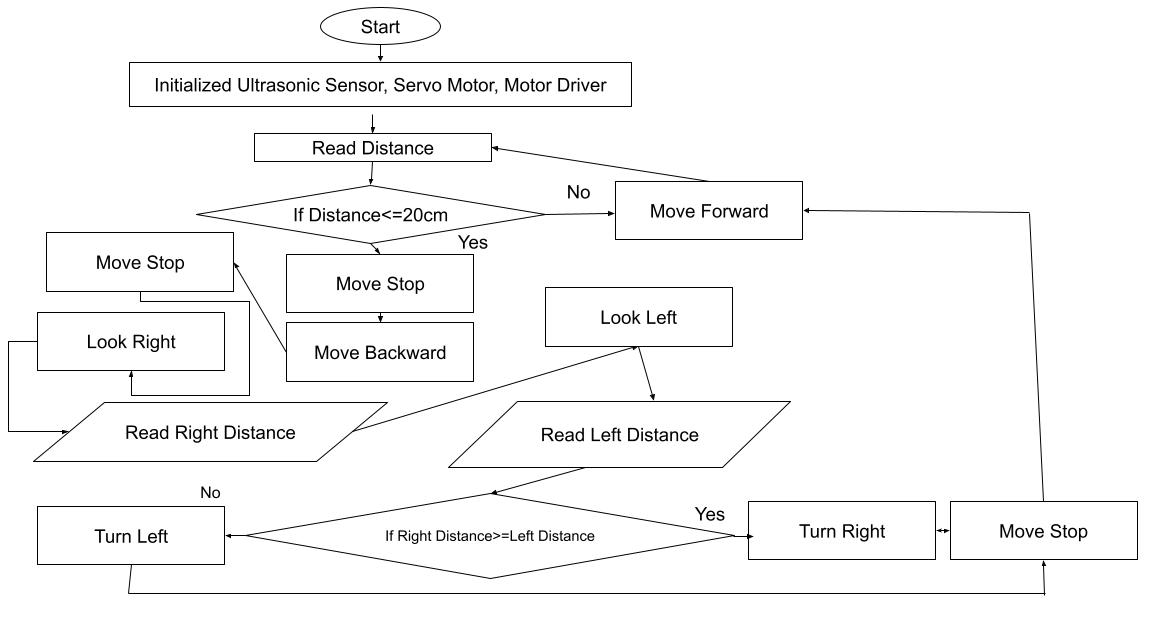 Start
Initialized Ultrasonic Sensor, Servo Motor, Motor Driver
Read Distance
If Distance<=20cm
No
Move Forward
Yes
Move Stop
Move Backward
Move Stop
Look Right
Read Right Distance
Look Left
Read Left Distance
If Right Distance>=Left Distance
No
Turn Left
Yes
Turn Right
Move Stop